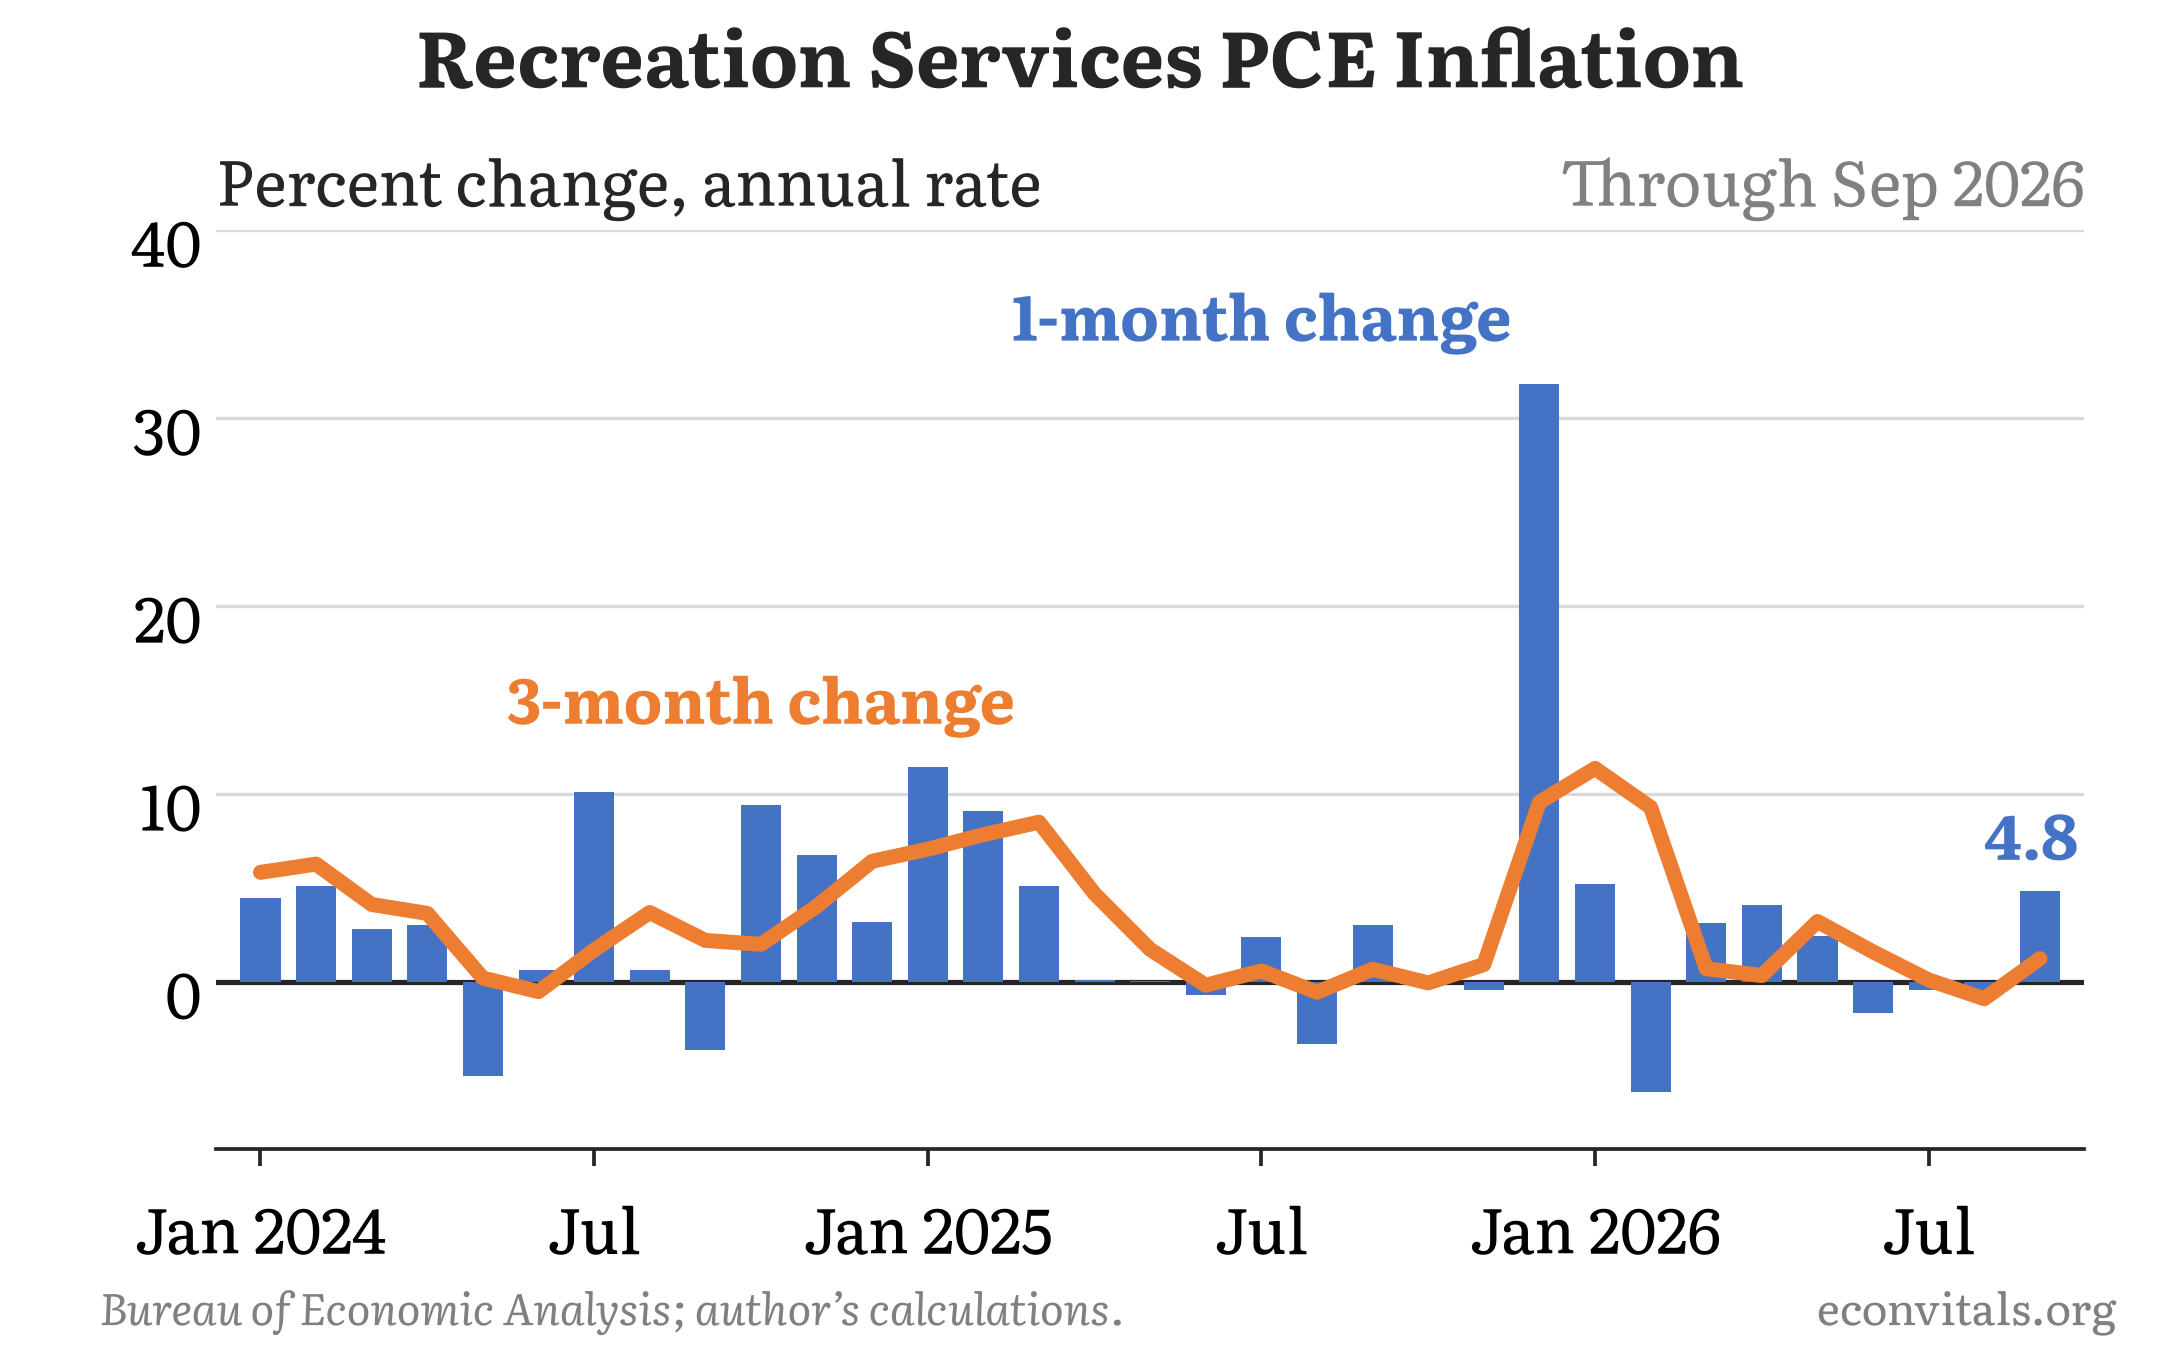 Recreation Services PCE Inflation
Percent change, annual rate
Through Sep 2026
40
1-month change
30
20
3-month change
10
4.8
0
Jan 2024
Jul
Jan 2025
Jul
Jan 2026
Jul
Bureau of Economic Analysis; author’s calculations.
econvitals.org